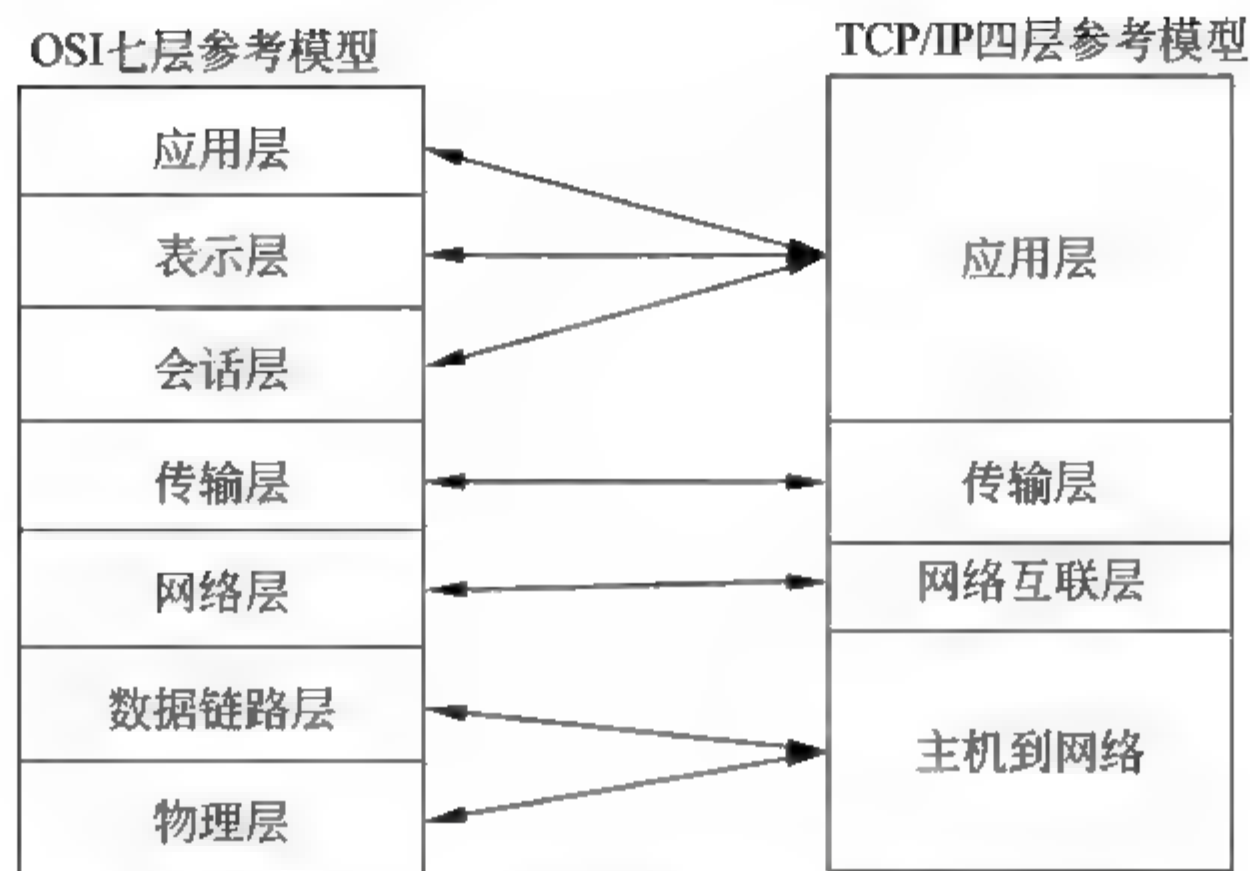 OSI七层参考模型
应用层
表示层
会话层
传输层
网络层
数据链路层
物理层
TCP/IP四层参考模型
应用层
传输层
网络互联层
主机到网络